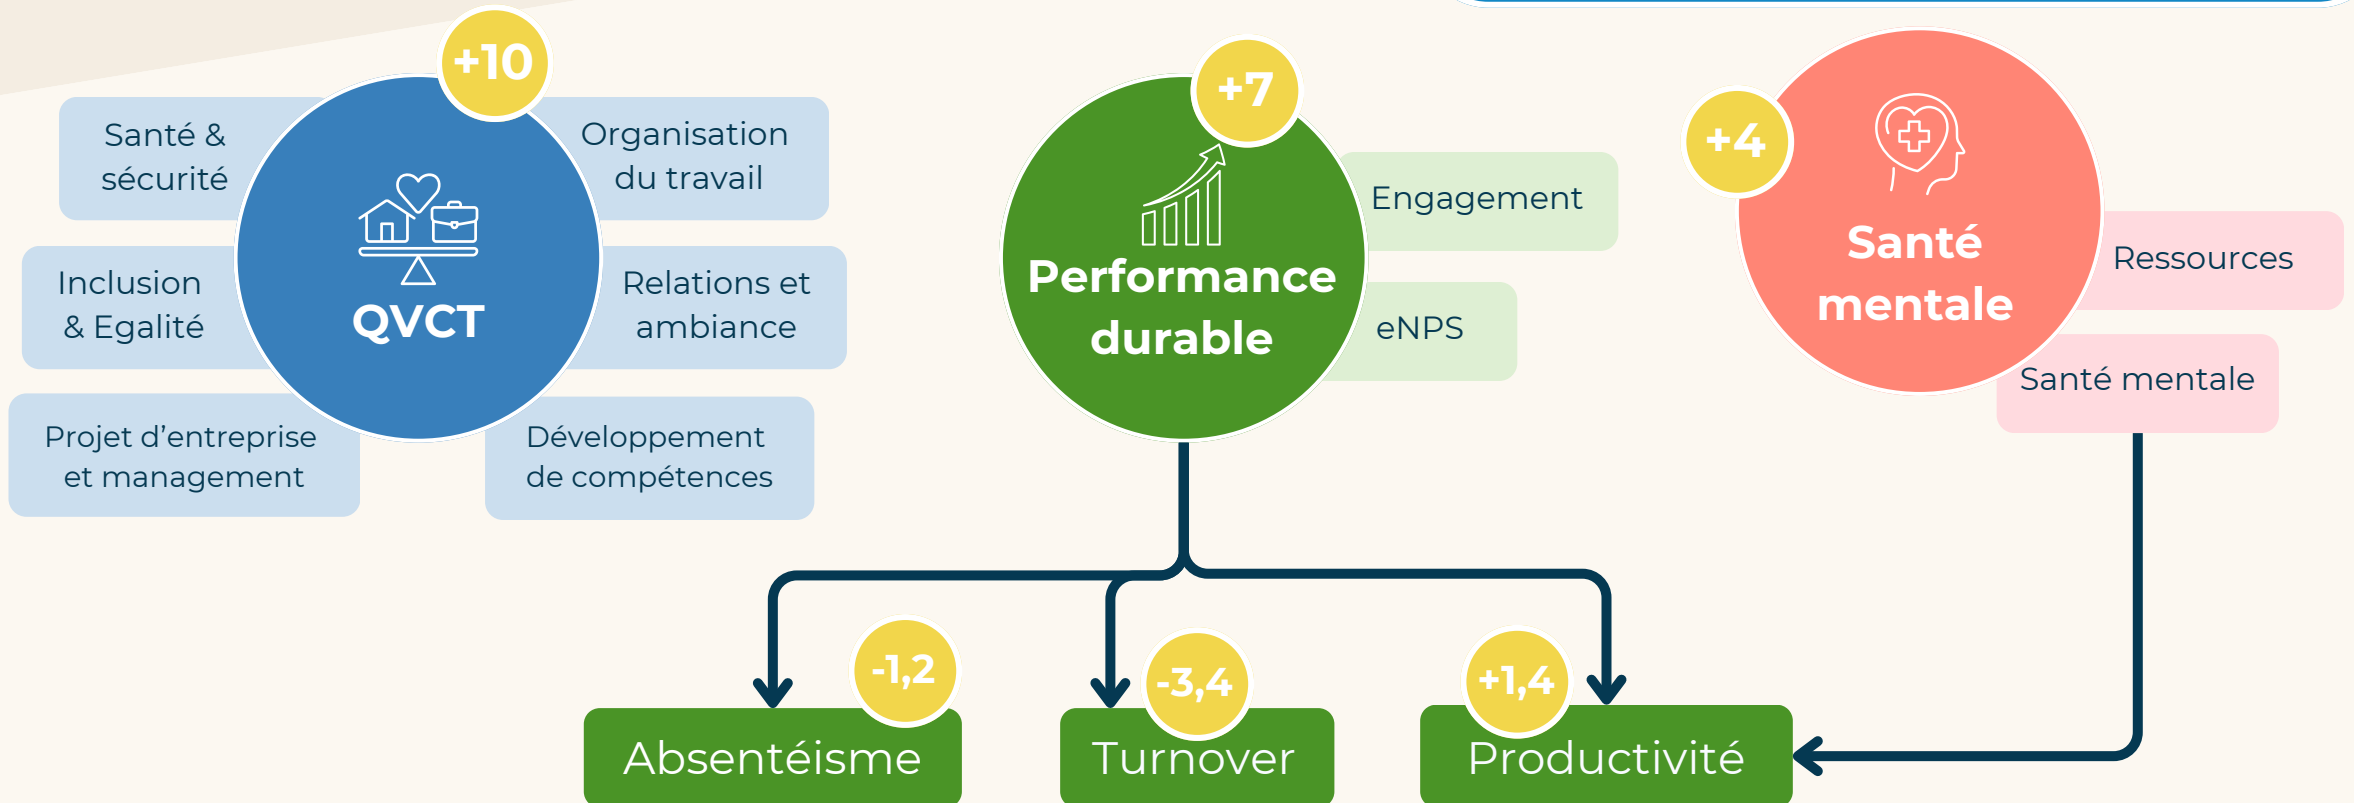 +10
Santé &
sécurité
Organisation
du travail
Inclusion
& Egalité
QVCT
Relations et
ambiance
Projet d’entreprise
et management
Développement
de compétences
+7
Performance
durable
Engagement
eNPS
+4
Santé
mentale
Ressources
Santé mentale
-1,2
Absentéisme
-3,4
Turnover
+1,4
Productivité